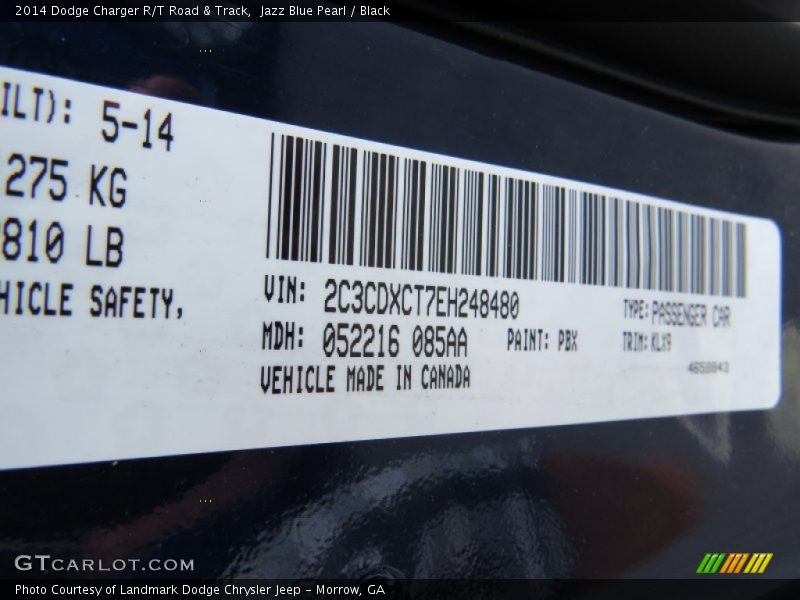 2014 Dodge Charger R/T Road & Track,  Jazz Blue Pearl / Black
ILT): 5-14
275 KG
810 LB
HICLE SAFETY,
VIN: 2C3CDXCT7EH248480
TYPE: PASSENGER CAR
MDH: 052216 085AA
PAINT: PBX
TRIM: KLX9
VEHICLE MADE IN CANADA
4658843
GTCARLOT.COM
Photo Courtesy of Landmark Dodge Chrysler Jeep - Morrow, GA